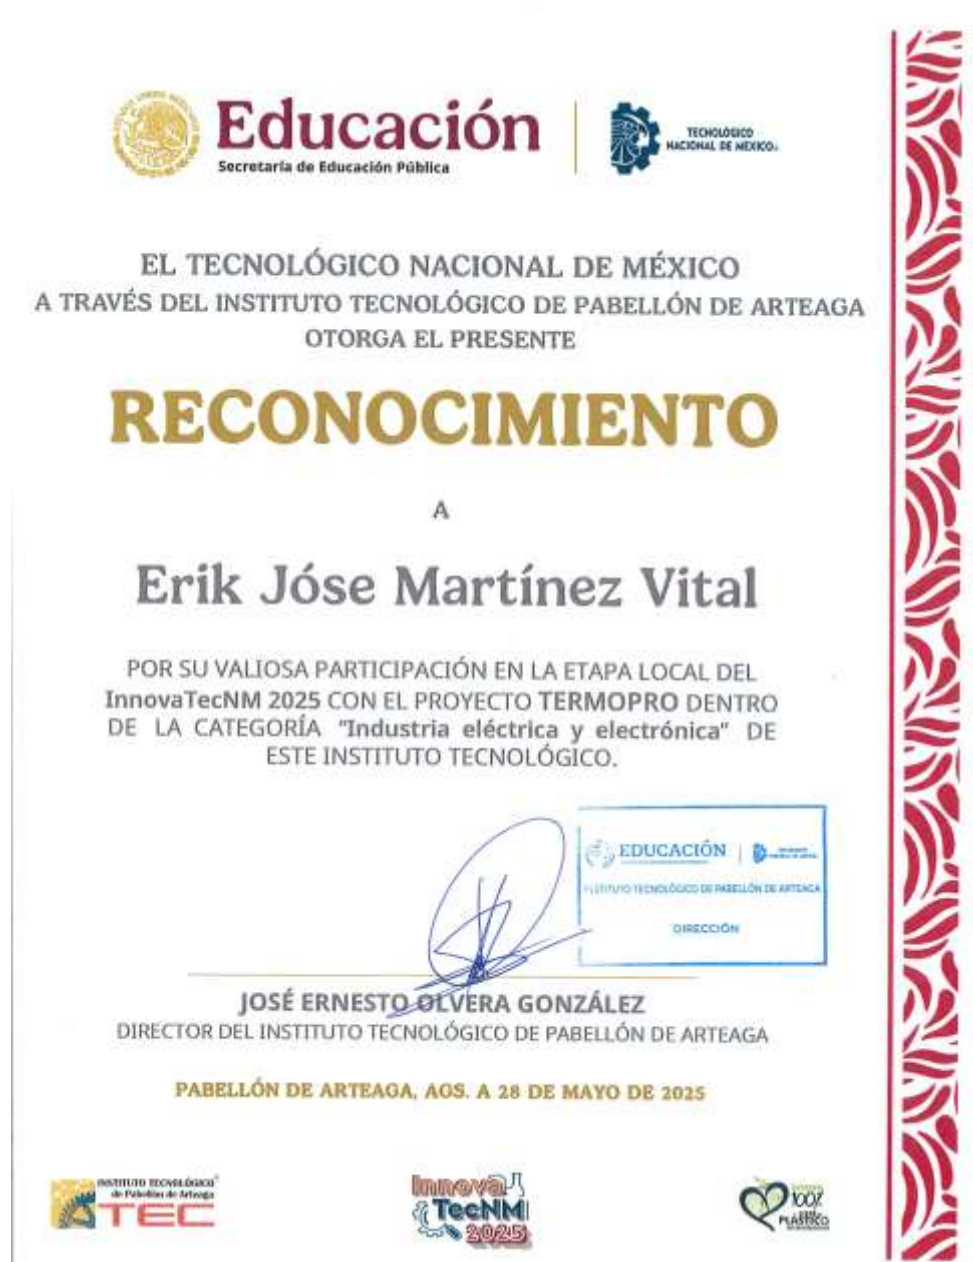 Educación
Secretaría de Educación Pública
TECNOLÓGICO
NACIONAL DE MÉXICO
EL TECNOLÓGICO NACIONAL DE MÉXICO
A TRAVÉS DEL INSTITUTO TECNOLÓGICO DE PABELLÓN DE ARTEAGA
OTORGA EL PRESENTE
RECONOCIMIENTO
A
Erik Jóse Martínez Vital
POR SU VALIOSA PARTICIPACIÓN EN LA ETAPA LOCAL DEL
InnovaTecNM 2025 CON EL PROYECTO TERMOPRO DENTRO
DE LA CATEGORÍA "Industria eléctrica y electrónica" DE
ESTE INSTITUTO TECNOLÓGICO.
EDUCACIÓN
INSTITUTO TECNOLÓGICO DE PABELLÓN DE ARTEAGA
DIRECCIÓN
JOSÉ ERNESTO OLVERA GONZÁLEZ
DIRECTOR DEL INSTITUTO TECNOLÓGICO DE PABELLÓN DE ARTEAGA
PABELLÓN DE ARTEAGA, AGS. A 28 DE MAYO DE 2025
INSTITUTO TECNOLÓGICO
de Pabellón de Arteaga
TEC
Innova
TecNM
2025
100%
PLÁSTICO